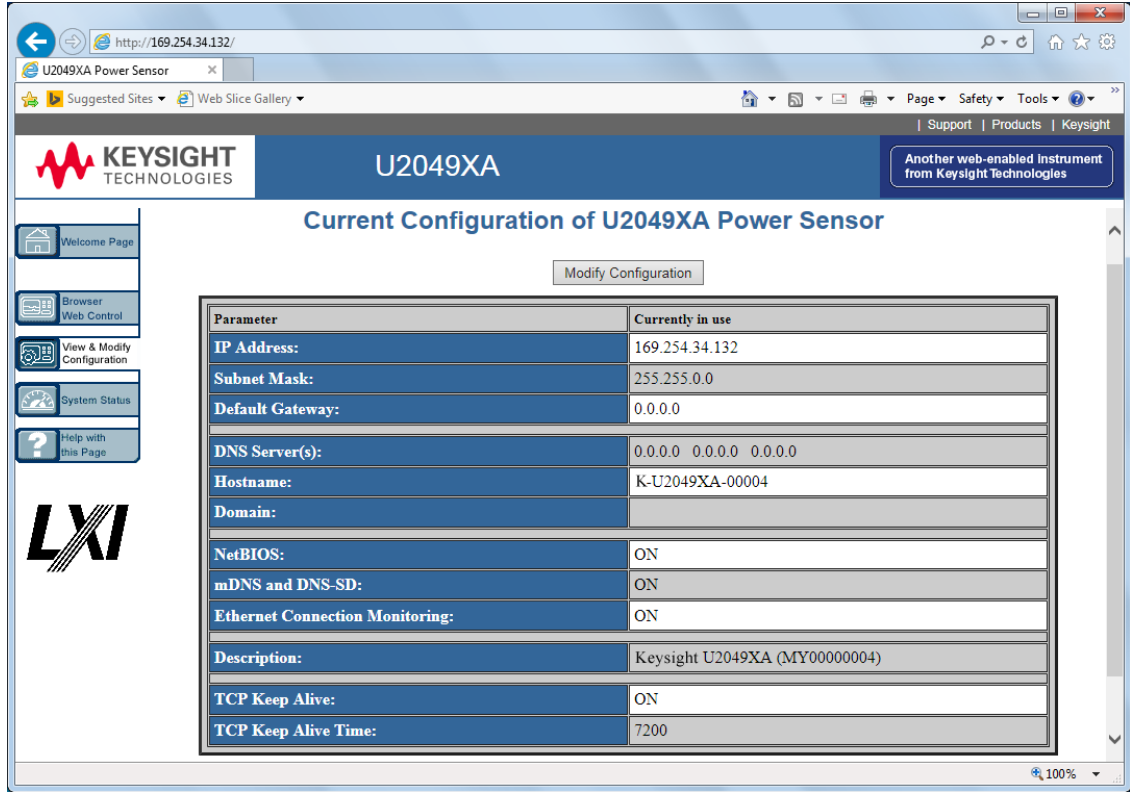 http://169.254.34.132/
U2049XA Power Sensor
Suggested Sites Web Slice Gallery Page Safety Tools
| Support | Products | Keysight
KEYSIGHT
TECHNOLOGIES
U2049XA
Another web-enabled instrument
from Keysight Technologies
Current Configuration of U2049XA Power Sensor
Modify Configuration
Welcome Page
Browser
Web Control
View & Modify
Configuration
System Status
Help with
this Page
LXI
Parameter Currently in use
IP Address: 169.254.34.132
Subnet Mask: 255.255.0.0
Default Gateway: 0.0.0.0
DNS Server(s): 0.0.0.0 0.0.0.0 0.0.0.0
Hostname: K-U2049XA-00004
Domain:
NetBIOS: ON
mDNS and DNS-SD: ON
Ethernet Connection Monitoring: ON
Description: Keysight U2049XA (MY00000004)
TCP Keep Alive: ON
TCP Keep Alive Time: 7200
100%